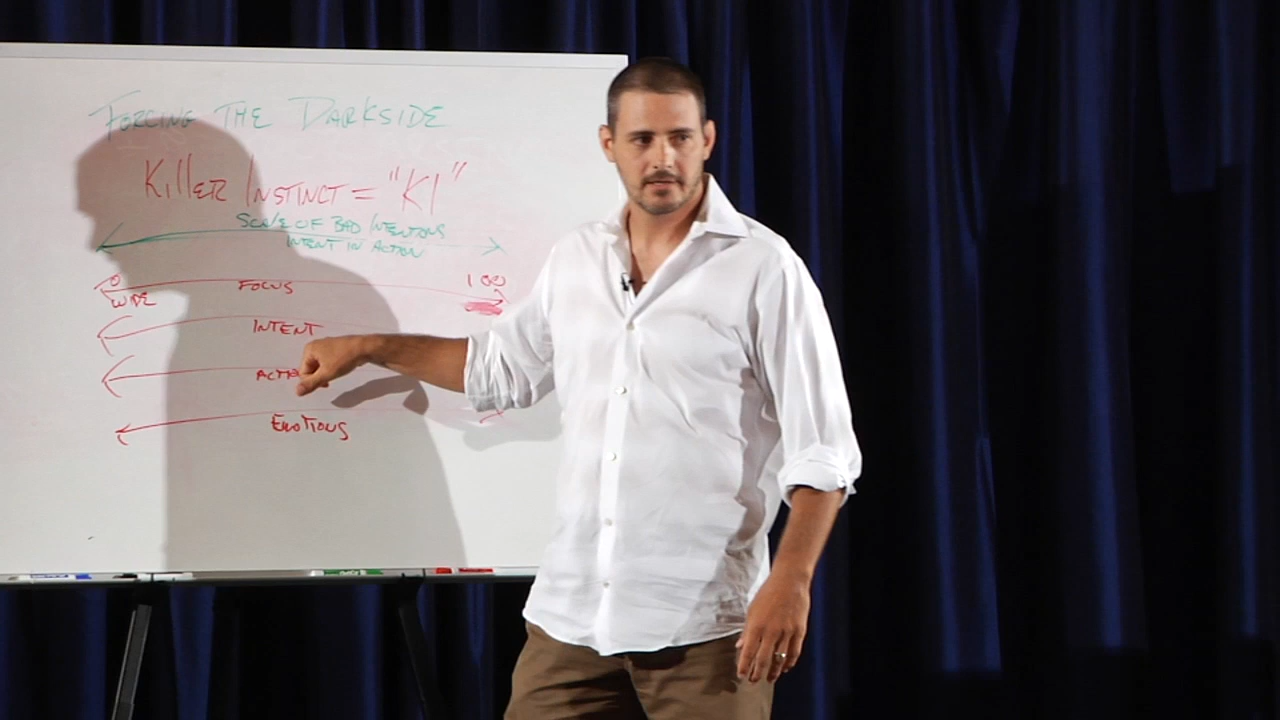 FORCING THE DARKSIDE
KILLER INSTINCT = "KI"
SCALE OF BAD INTENTIONS
INTENT IN ACTION
0 100
WIDE FOCUS
INTENT
EMOTIONS